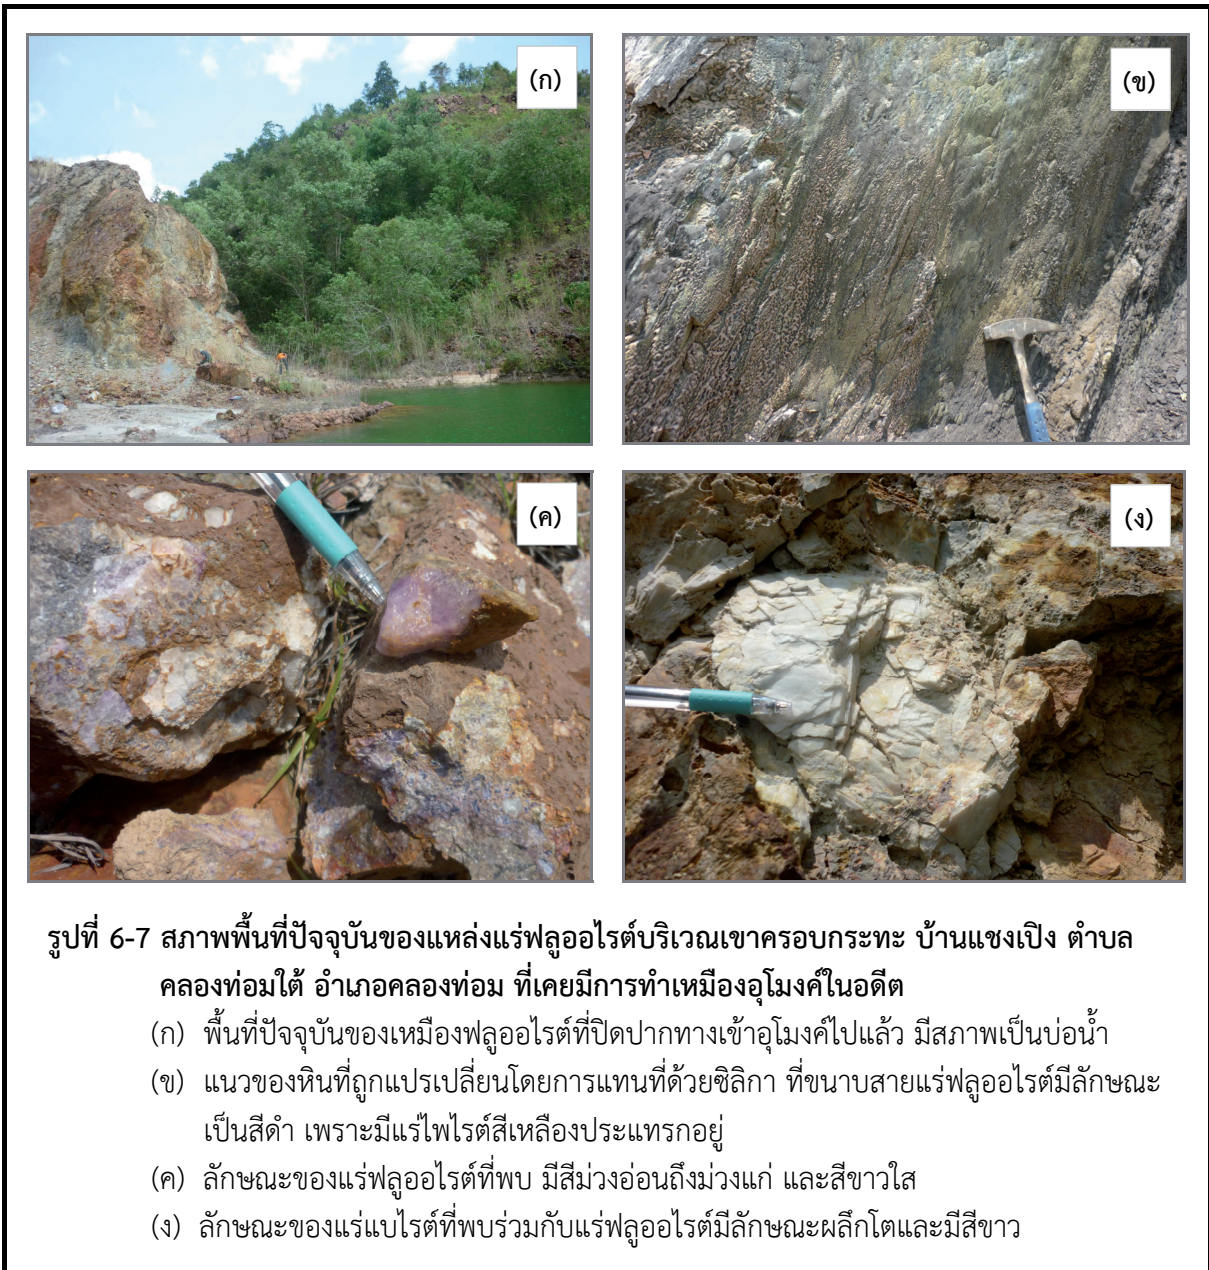 (ก)
(ข)
(ค)
(ง)
รูปที่ 6-7 สภาพพื้นที่ปัจจุบันของแหล่งแร่ฟลูออไรต์บริเวณเขาครอบกระทะ บ้านแชงเปิง ตำบล
คลองท่อมใต้ อำเภอคลองท่อม ที่เคยมีการทำเหมืองอุโมงค์ในอดีต
(ก) พื้นที่ปัจจุบันของเหมืองฟลูออไรต์ที่ปิดปากทางเข้าอุโมงค์ไปแล้ว มีสภาพเป็นบ่อน้ำ
(ข) แนวของหินที่ถูกแปรเปลี่ยนโดยการแทนที่ด้วยซิลิกา ที่ขนาบสายแร่ฟลูออไรต์มีลักษณะ
เป็นสีดำ เพราะมีแร่ไพไรต์สีเหลืองประแทรกอยู่
(ค) ลักษณะของแร่ฟลูออไรต์ที่พบ มีสีม่วงอ่อนถึงม่วงแก่ และสีขาวใส
(ง) ลักษณะของแร่แบไรต์ที่พบร่วมกับแร่ฟลูออไรต์มีลักษณะผลึกโตและมีสีขาว